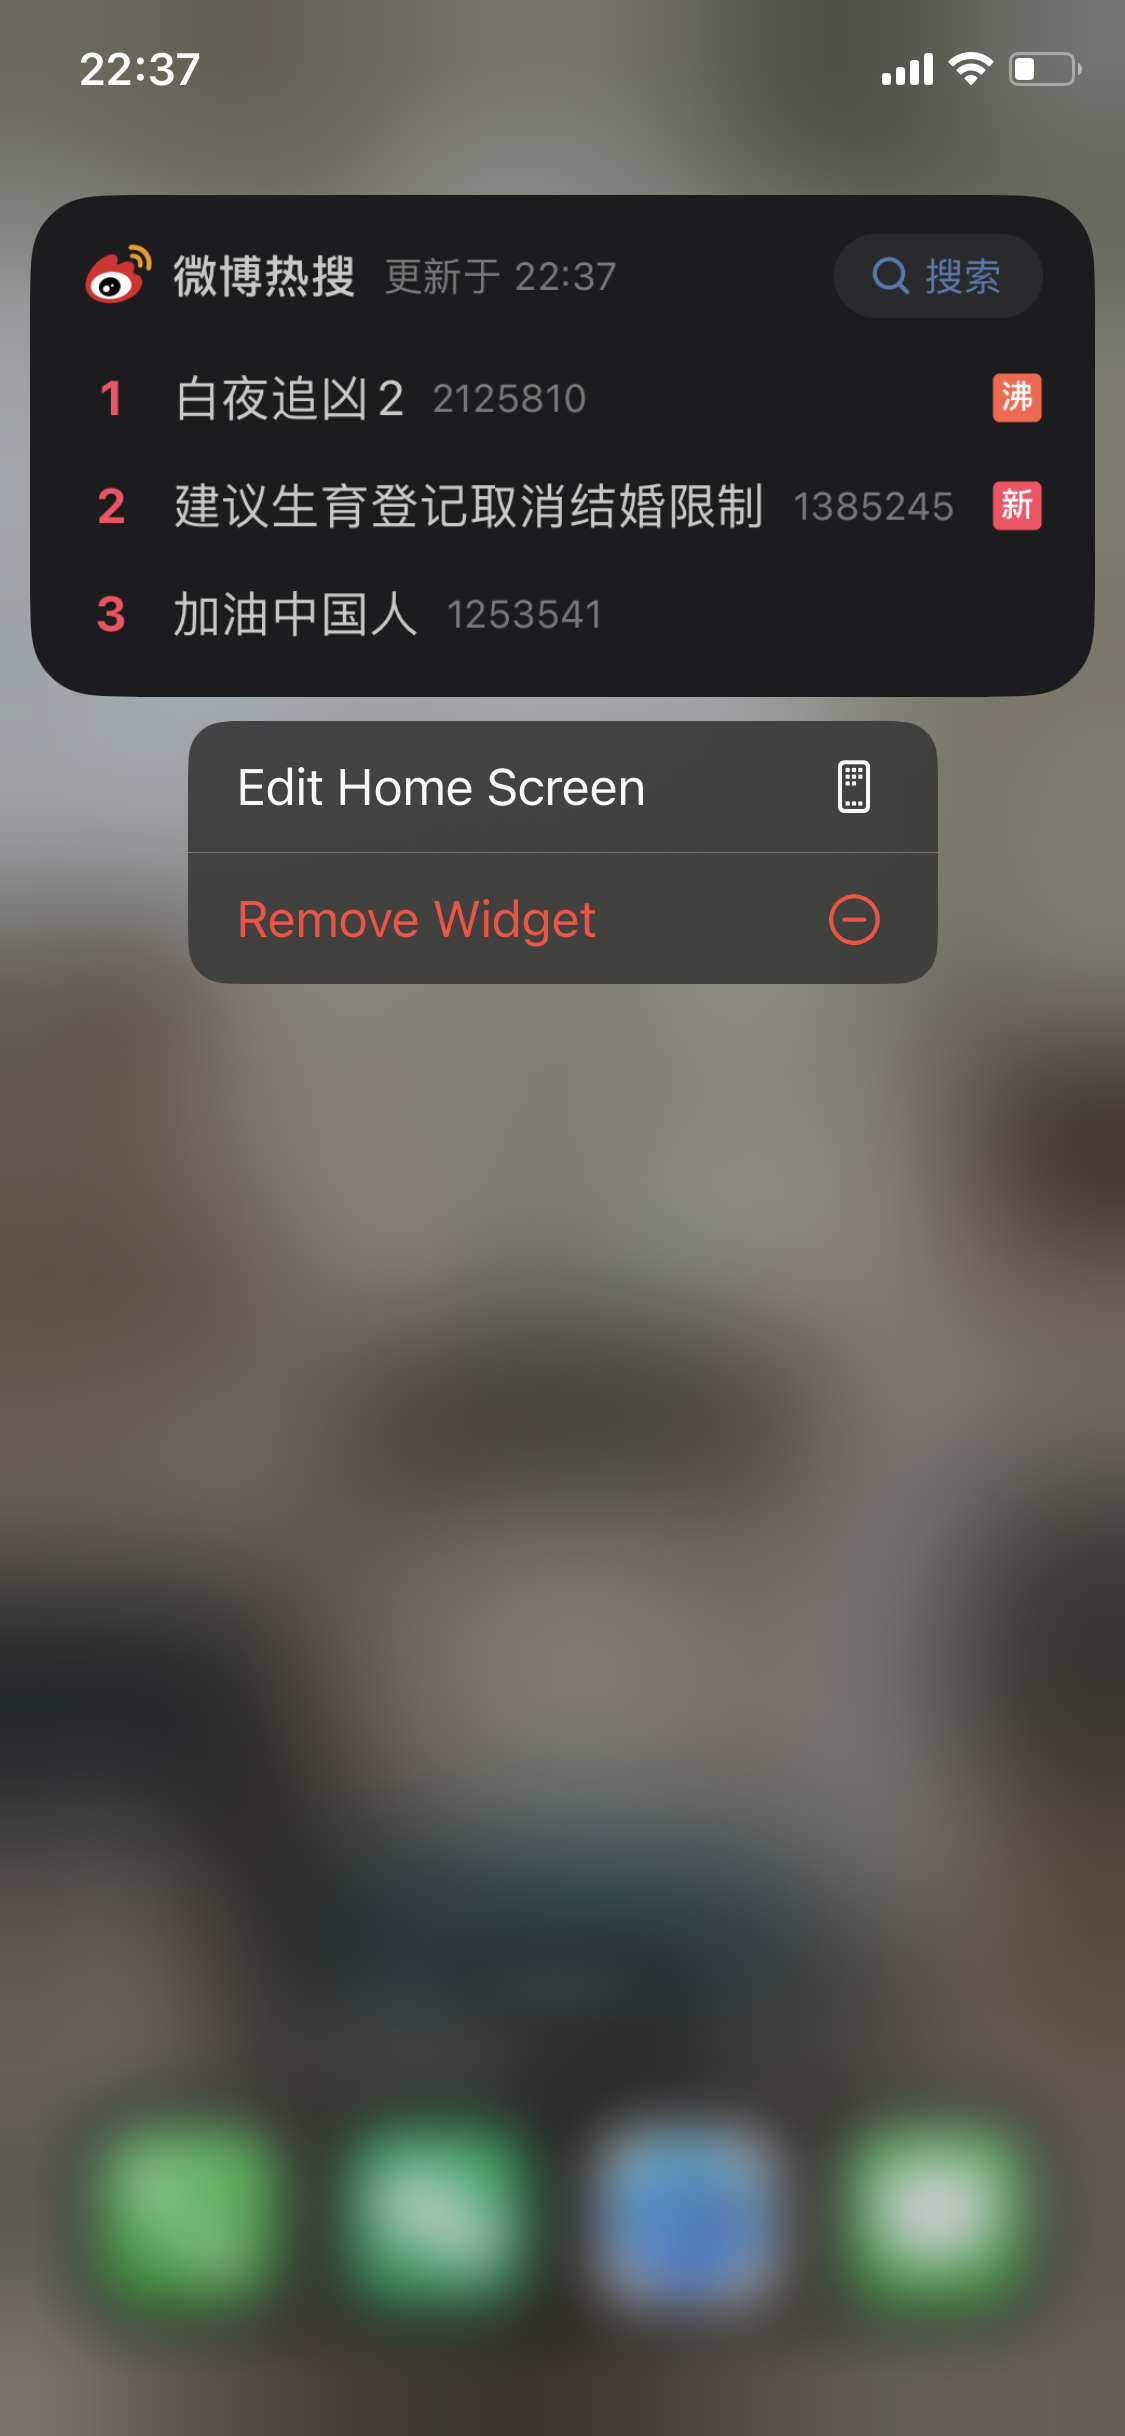 22:37
微博热搜 更新于 22:37 搜索
1 白夜追凶2 2125810 沸
2 建议生育登记取消结婚限制 1385245 新
3 加油中国人 1253541
Edit Home Screen
Remove Widget